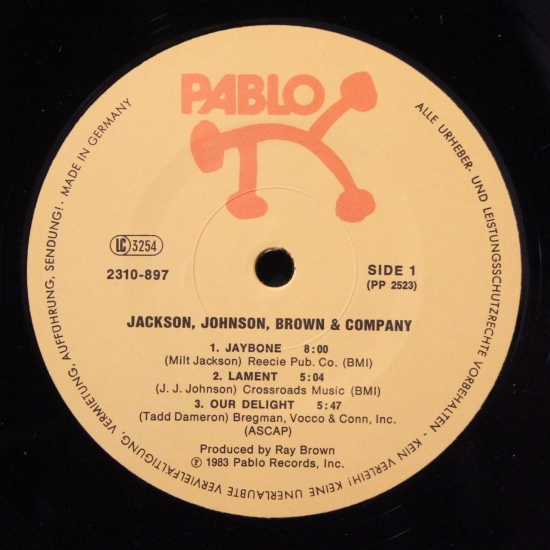 PABLO
LC 3254
2310-897
SIDE 1
(PP 2523)
JACKSON, JOHNSON, BROWN & COMPANY
1. JAYBONE 8:00
(Milt Jackson) Reecie Pub. Co. (BMI)
2. LAMENT 5:04
(J. J. Johnson) Crossroads Music (BMI)
3. OUR DELIGHT 5:47
(Tadd Dameron) Bregman, Vocco & Conn, Inc.
(ASCAP)
Produced by Ray Brown
℗ 1983 Pablo Records, Inc.
ALLE URHEBER- UND LEISTUNGSSCHUTZRECHTE VORBEHALTEN - KEIN VERLEIH! KEINE UNERLAUBTE VERVIELFÄLTIGUNG, VERMIETUNG, AUFFÜHRUNG, SENDUNG! · MADE IN GERMANY